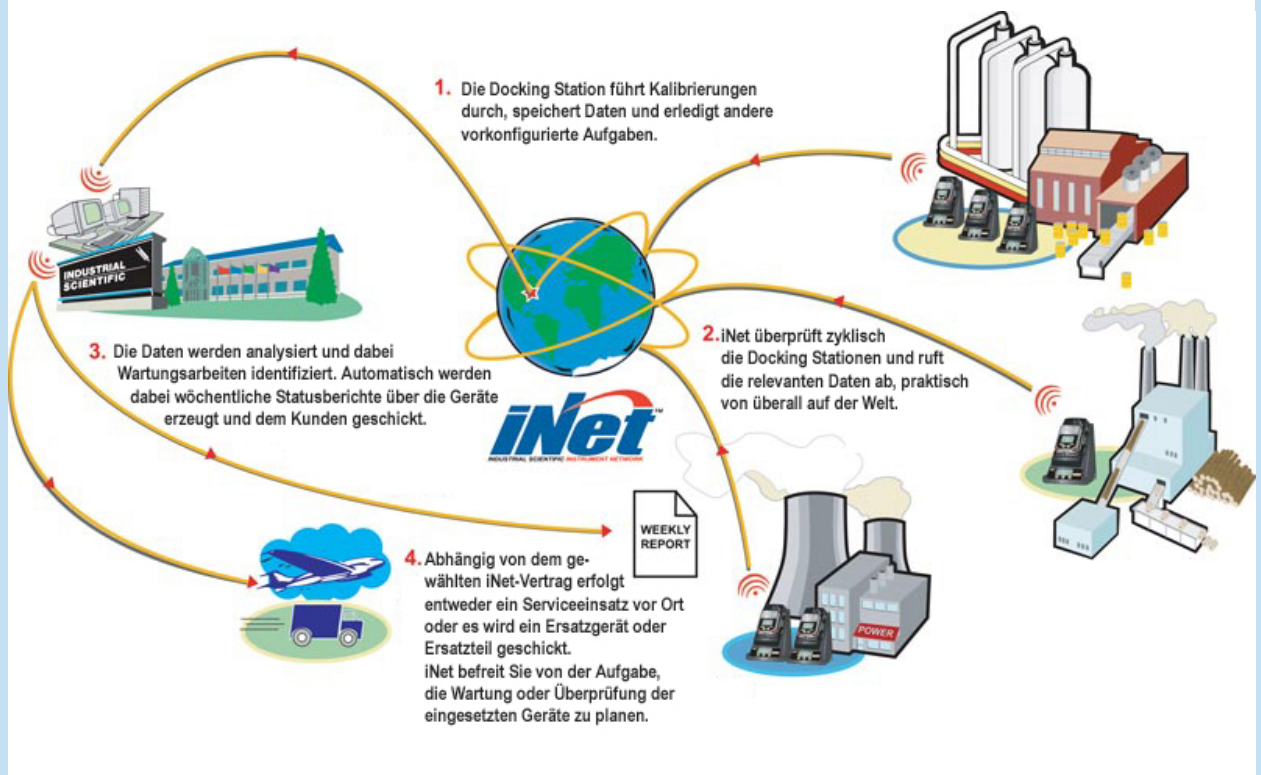 1. Die Docking Station führt Kalibrierungen
durch, speichert Daten und erledigt andere
vorkonfigurierte Aufgaben.
INDUSTRIAL
SCIENTIFIC
2. iNet überprüft zyklisch
die Docking Stationen und ruft
die relevanten Daten ab, praktisch
von überall auf der Welt.
3. Die Daten werden analysiert und dabei
Wartungsarbeiten identifiziert. Automatisch werden
dabei wöchentliche Statusberichte über die Geräte
erzeugt und dem Kunden geschickt.
iNet™
INDUSTRIAL SCIENTIFIC INSTRUMENT NETWORK
WEEKLY
REPORT
4. Abhängig von dem ge-
wählten iNet-Vertrag erfolgt
entweder ein Serviceeinsatz vor Ort
oder es wird ein Ersatzgerät oder
Ersatzteil geschickt.
iNet befreit Sie von der Aufgabe,
die Wartung oder Überprüfung der
eingesetzten Geräte zu planen.
POWER